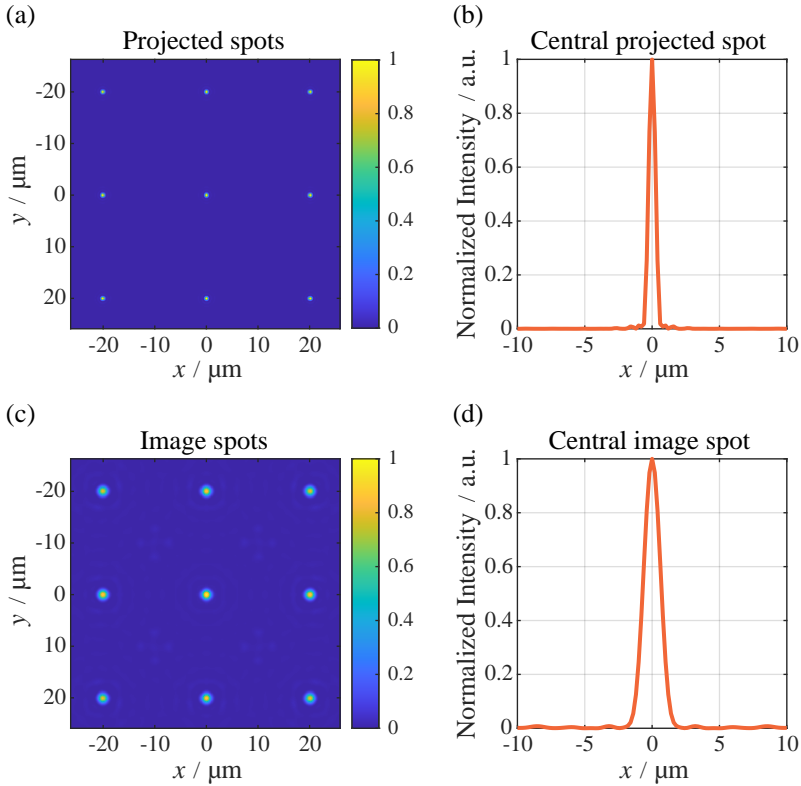 (a)
Projected spots
-20
-10
0
10
20
y / µm
-20 -10 0 10 20
x / µm
1
0.8
0.6
0.4
0.2
0
(b)
Central projected spot
Normalized Intensity / a.u.
1
0.8
0.6
0.4
0.2
0
-10 -5 0 5 10
x / µm
(c)
Image spots
-20
-10
0
10
20
y / µm
-20 -10 0 10 20
x / µm
1
0.8
0.6
0.4
0.2
0
(d)
Central image spot
Normalized Intensity / a.u.
1
0.8
0.6
0.4
0.2
0
-10 -5 0 5 10
x / µm